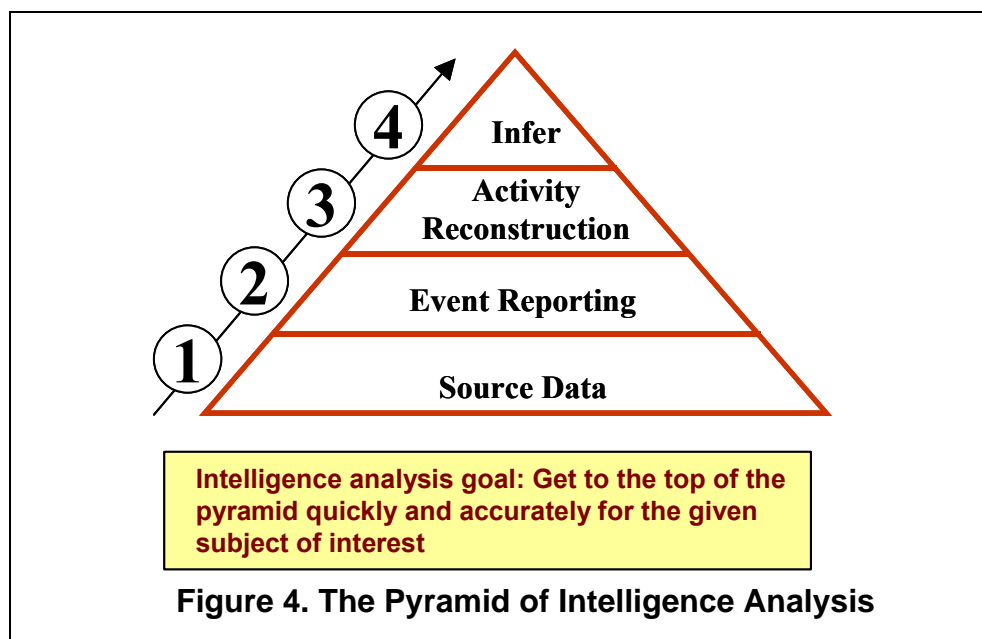 4
Infer
3
Activity
Reconstruction
2
Event Reporting
1
Source Data
Intelligence analysis goal: Get to the top of the
pyramid quickly and accurately for the given
subject of interest
Figure 4. The Pyramid of Intelligence Analysis